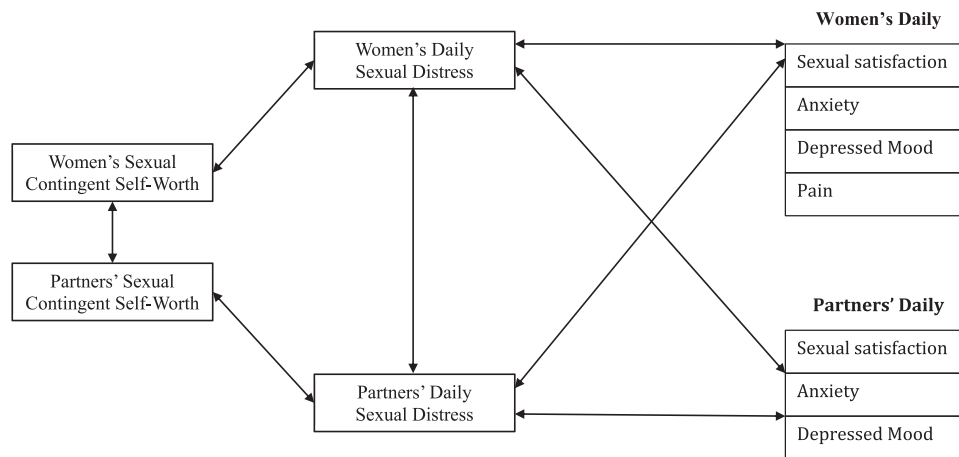 Women’s Daily
Women’s Daily
Sexual Distress
Sexual satisfaction
Anxiety
Depressed Mood
Pain
Women’s Sexual
Contingent Self-Worth
Partners’ Sexual
Contingent Self-Worth
Partners’ Daily
Sexual satisfaction
Anxiety
Depressed Mood
Partners’ Daily
Sexual Distress